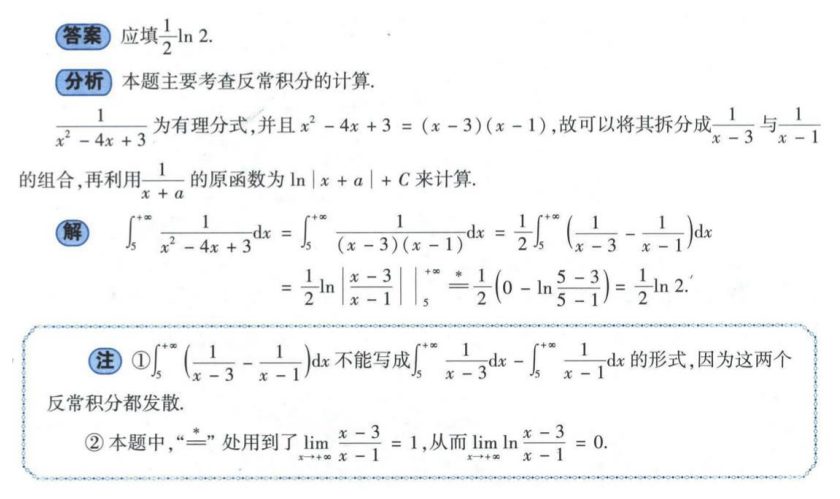 答案 应填$\frac{1}{2}\ln 2$.
分析 本题主要考查反常积分的计算.
$\frac{1}{x^2-4x+3}$为有理分式,并且$x^2-4x+3=(x-3)(x-1)$,故可以将其拆分成$\frac{1}{x-3}$与$\frac{1}{x-1}$
的组合,再利用$\frac{1}{x+a}$的原函数为$\ln|x+a|+C$来计算.
解 $\int_5^{+\infty}\frac{1}{x^2-4x+3}dx=\int_5^{+\infty}\frac{1}{(x-3)(x-1)}dx=\frac{1}{2}\int_5^{+\infty}\left(\frac{1}{x-3}-\frac{1}{x-1}\right)dx$
$=\frac{1}{2}\ln\left|\frac{x-3}{x-1}\right|\Big|_5^{+\infty}\stackrel{*}{=}\frac{1}{2}\left(0-\ln\frac{5-3}{5-1}\right)=\frac{1}{2}\ln 2.$
注 ①$\int_5^{+\infty}\left(\frac{1}{x-3}-\frac{1}{x-1}\right)dx$不能写成$\int_5^{+\infty}\frac{1}{x-3}dx-\int_5^{+\infty}\frac{1}{x-1}dx$的形式,因为这两个
反常积分都发散.
② 本题中,“$\stackrel{*}{=}$”处用到了$\lim_{x\to+\infty}\frac{x-3}{x-1}=1$,从而$\lim_{x\to+\infty}\ln\frac{x-3}{x-1}=0$.